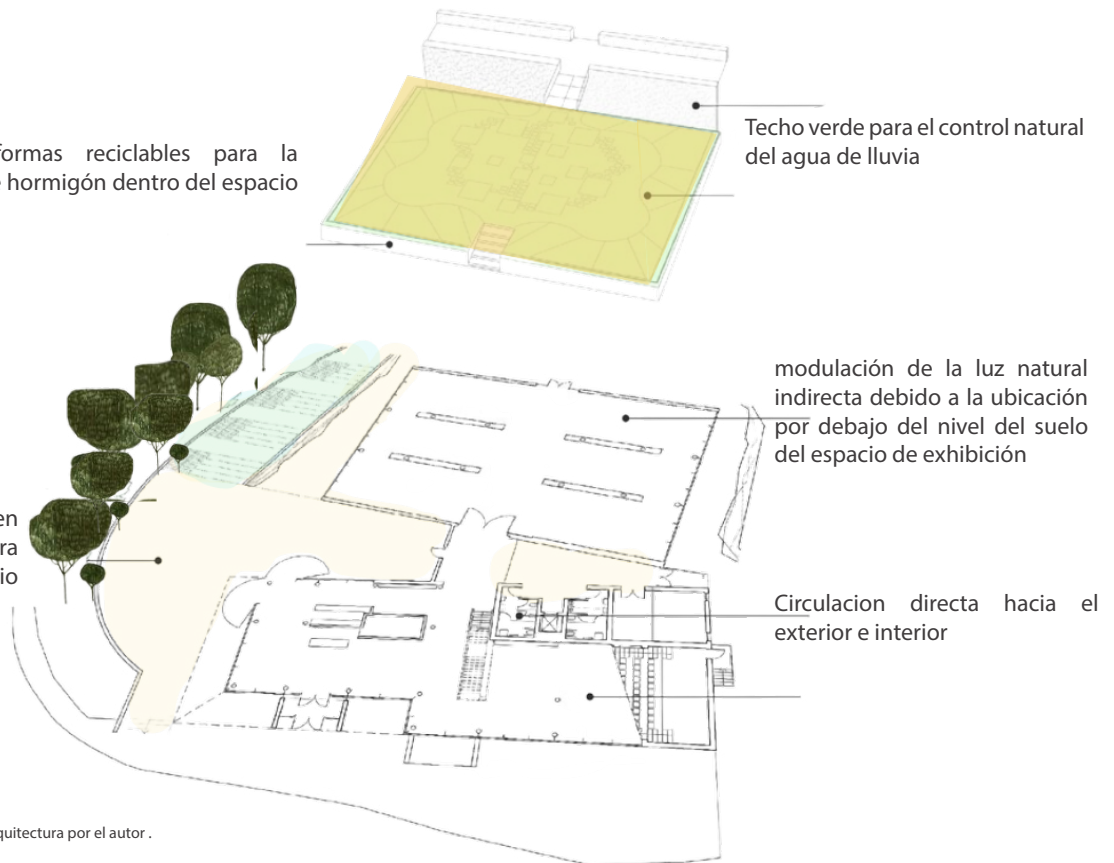 formas reciclables para la
hormigón dentro del espacio
Techo verde para el control natural
del agua de lluvia
modulación de la luz natural
indirecta debido a la ubicación
por debajo del nivel del suelo
del espacio de exhibición
en
ra
io
Circulacion directa hacia el
exterior e interior
quitectura por el autor .